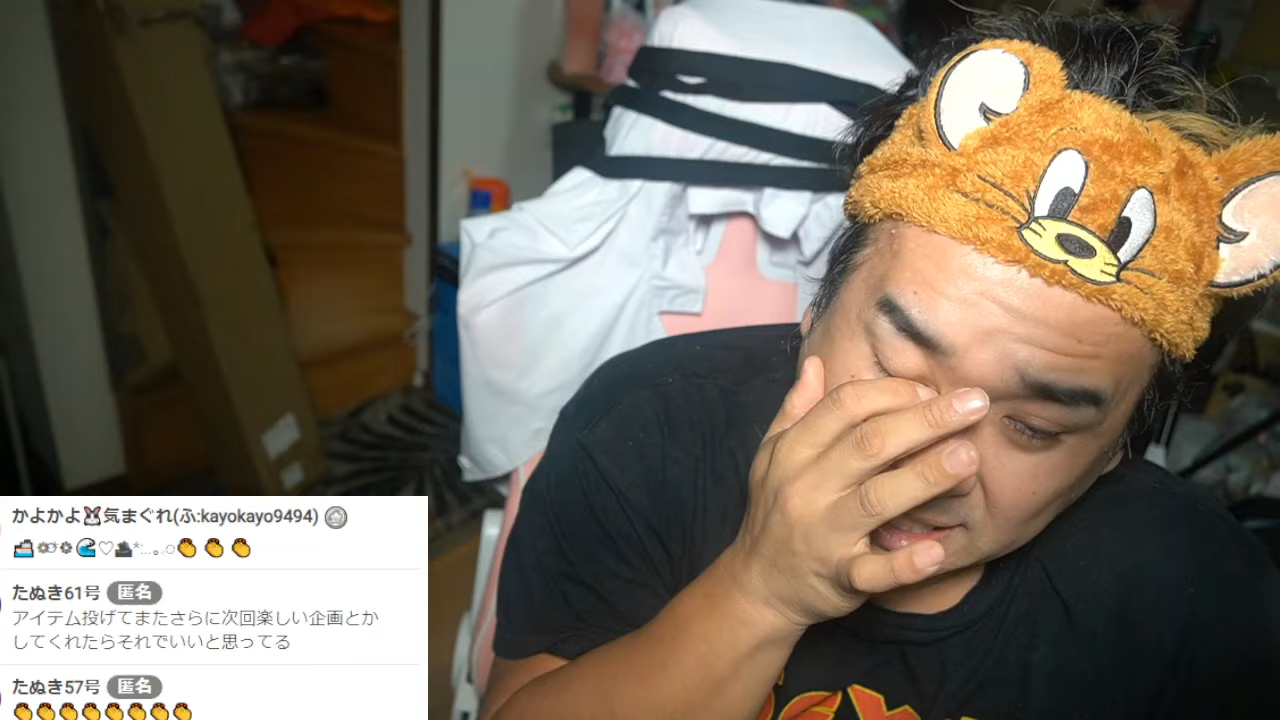 かよかよ🐰気まぐれ(ふ:kayokayo9494)
たぬき61号 匿名
アイテム投げてまたさらに次回楽しい企画とか
してくれたらそれでいいと思ってる
たぬき57号 匿名
👏👏👏👏👏👏👏👏